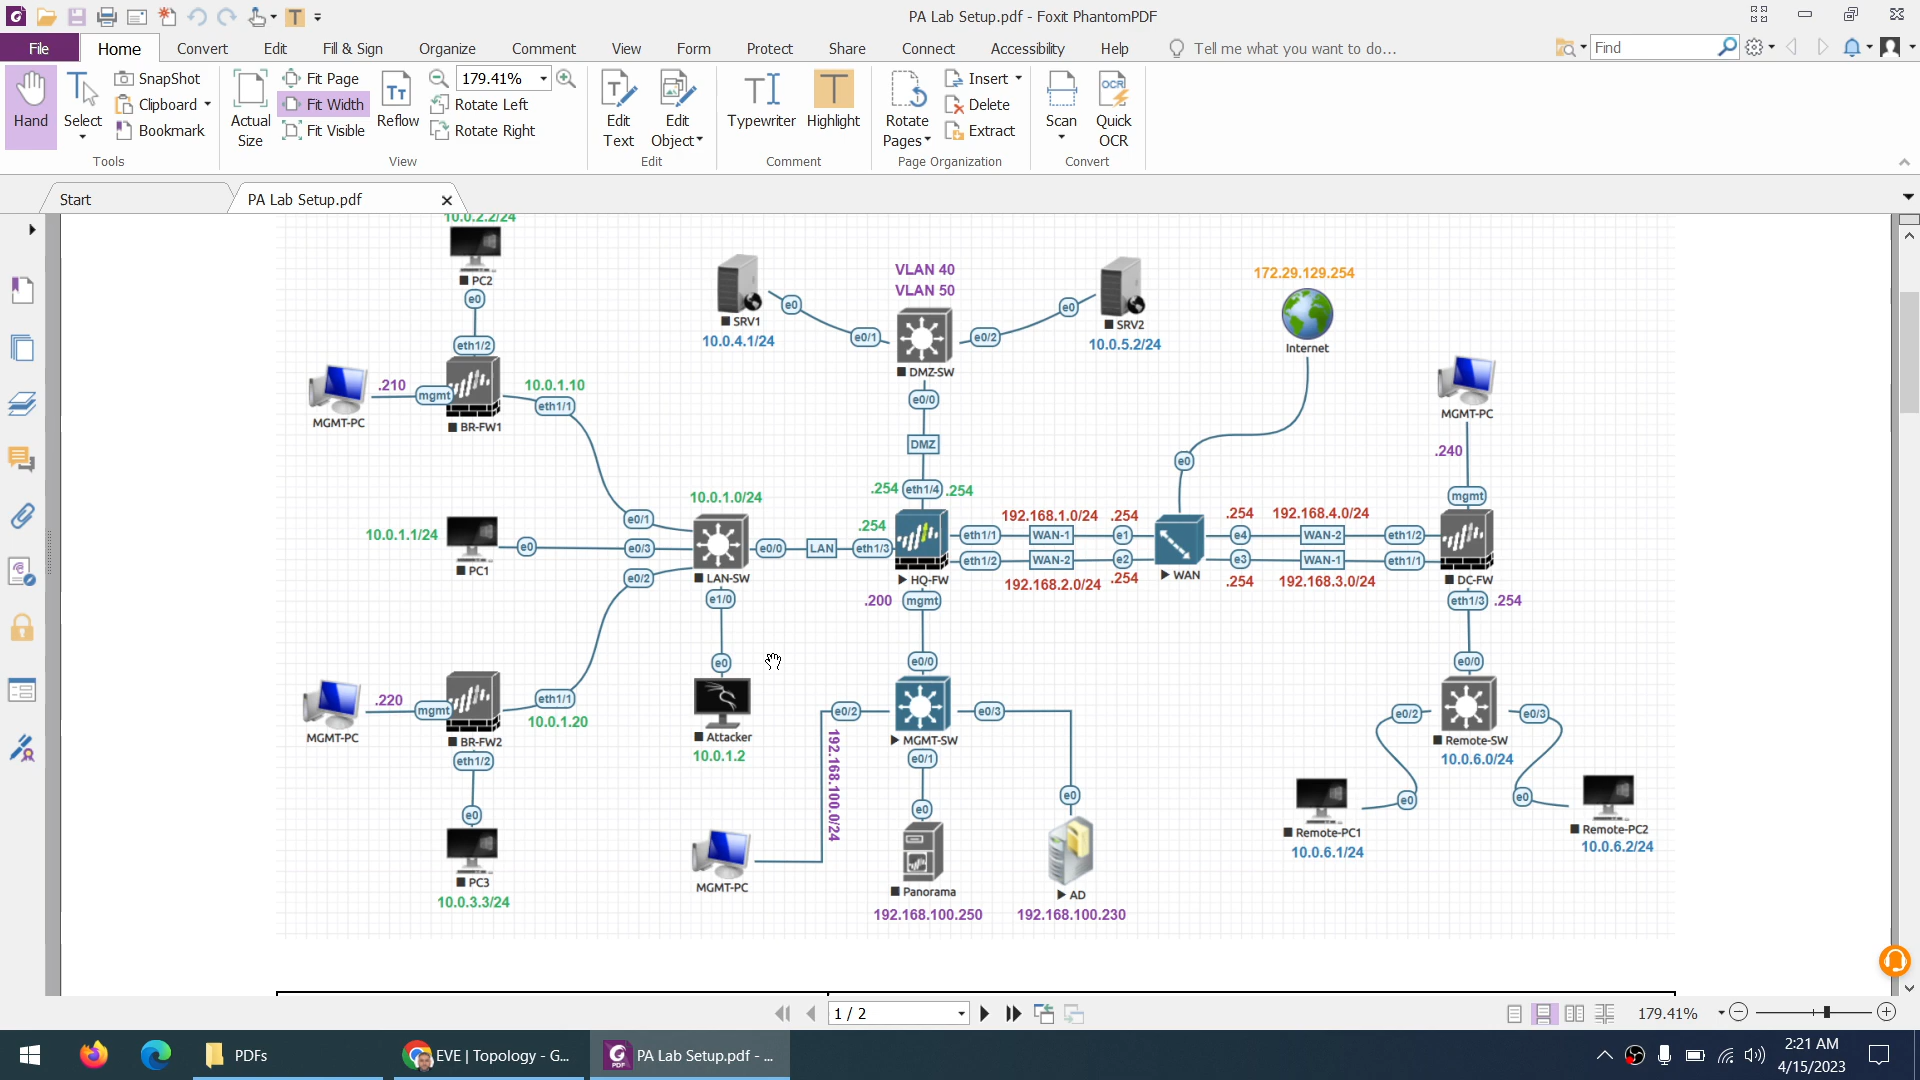 PA Lab Setup.pdf - Foxit PhantomPDF
File Home Convert Edit Fill & Sign Organize Comment View Form Protect Share Connect Accessibility Help Tell me what you want to do... Find
Hand
Select
SnapShot
Clipboard
Bookmark
Tools
Actual Size
Fit Page
Fit Width
Fit Visible
Reflow
179.41%
Rotate Left
Rotate Right
View
Edit Text
Edit Object
Edit
Typewriter
Highlight
Comment
Rotate Pages
Insert
Delete
Extract
Page Organization
Scan
Quick OCR
Convert
Start
PA Lab Setup.pdf
10.0.2.2/24
PC2
e0
eth1/2
MGMT-PC
.210
mgmt
BR-FW1
10.0.1.10
eth1/1
SRV1
10.0.4.1/24
e0
e0/1
VLAN 40
VLAN 50
DMZ-SW
e0/2
e0
SRV2
10.0.5.2/24
e0/0
DMZ
172.29.129.254
Internet
e0
MGMT-PC
.240
mgmt
10.0.1.1/24
PC1
e0
e0/1
e0/3
e0/2
10.0.1.0/24
LAN-SW
e0/0
LAN
eth1/3
.254
.254
eth1/4
.254
HQ-FW
eth1/1
eth1/2
192.168.1.0/24
.254
WAN-1
e1
WAN-2
e2
192.168.2.0/24
.254
WAN
.254
192.168.4.0/24
e4
WAN-2
eth1/2
e3
WAN-1
eth1/1
.254
192.168.3.0/24
DC-FW
eth1/3
.254
e1/0
e0
Attacker
10.0.1.2
.200
mgmt
e0/0
MGMT-PC
.220
mgmt
BR-FW2
eth1/1
10.0.1.20
eth1/2
e0
PC3
10.0.3.3/24
e0/2
192.168.100.0/24
MGMT-PC
MGMT-SW
e0/3
e0/1
e0
Panorama
192.168.100.250
e0
AD
192.168.100.230
e0/0
e0/2
e0/3
Remote-SW
10.0.6.0/24
e0
Remote-PC1
10.0.6.1/24
e0
Remote-PC2
10.0.6.2/24
1 / 2
179.41%
PDFs
EVE | Topology - G...
PA Lab Setup.pdf - ...
2:21 AM
4/15/2023